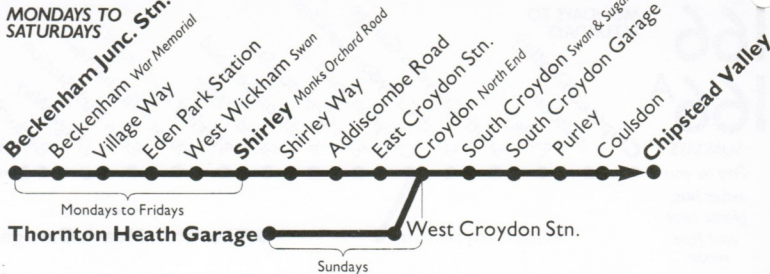 MONDAYS TO
SATURDAYS
Beckenham Junc. Stn.
Beckenham War Memorial
Village Way
Eden Park Station
West Wickham Swan
Shirley Monks Orchard Road
Shirley Way
Addiscombe Road
East Croydon Stn.
Croydon North End
South Croydon Swan &
South Croydon Garage
Purley
Coulsdon
Chipstead Valley
Mondays to Fridays
Thornton Heath Garage
West Croydon Stn.
Sundays